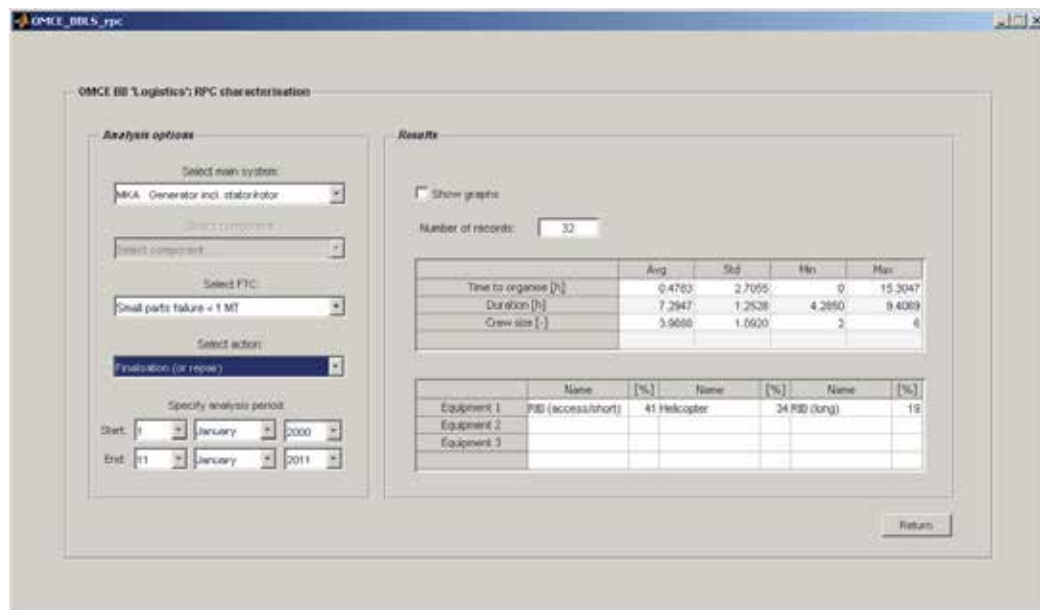 OMCE_BBLS_rpc
OMCE BB 'Logistics': RPC characterisation
Analysis options
Select main system:
MKA Generator incl. stator/rotor
Select component:
Select component
Select FTC:
Small parts failure < 1 MT
Select action:
Finalisation (or repair)
Specify analysis period:
Start: 1 January 2000
End: 11 January 2011
Results
Show graphs
Number of records: 32
Avg Std Min Max
Time to organise [h] 0.4783 2.7055 0 15.3047
Duration [h] 7.2947 1.2528 4.2850 9.4069
Crew size [-] 1.0920 6
Name [%] Name [%] Name [%]
Equipment 1 RIB (access/short) 41 Helicopter 34 RIB (long) 19
Equipment 2
Equipment 3
Return